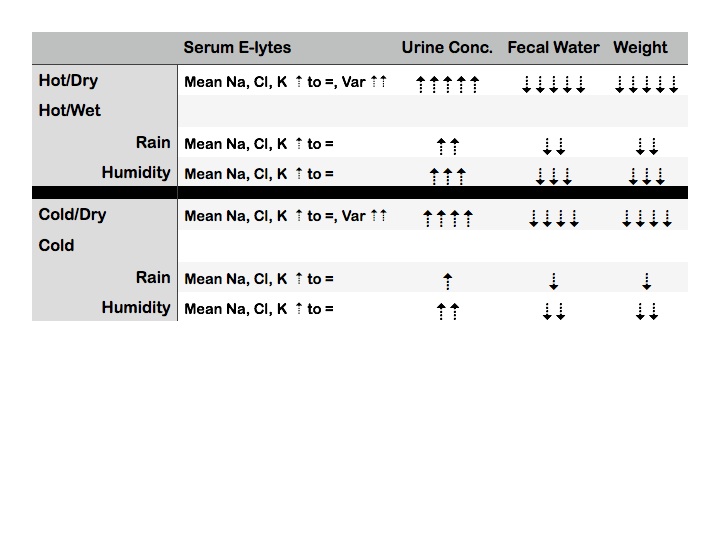 Serum E-lytes Urine Conc. Fecal Water Weight
Hot/Dry Mean Na, Cl, K ↑ to =, Var ↑↑ ↑↑↑↑↑ ↓↓↓↓↓ ↓↓↓↓↓
Hot/Wet
Rain Mean Na, Cl, K ↑ to = ↑↑ ↓↓ ↓↓
Humidity Mean Na, Cl, K ↑ to = ↑↑↑ ↓↓↓ ↓↓↓
Cold/Dry Mean Na, Cl, K ↑ to =, Var ↑↑ ↑↑↑↑ ↓↓↓↓ ↓↓↓↓
Cold
Rain Mean Na, Cl, K ↑ to = ↑ ↓ ↓
Humidity Mean Na, Cl, K ↑ to = ↑↑ ↓↓ ↓↓